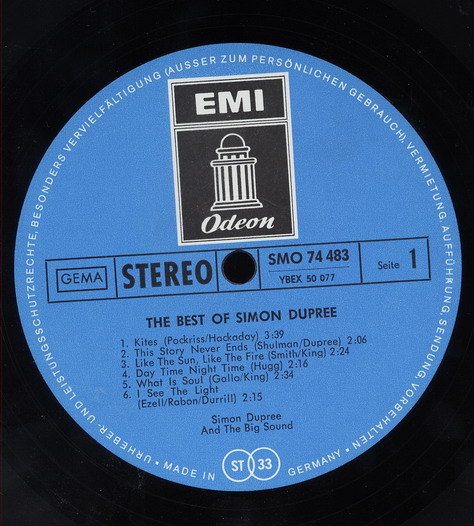 URHEBER- UND LEISTUNGSSCHUTZRECHTE, BESONDERS VERVIELFÄLTIGUNG (AUSSER ZUM PERSÖNLICHEN GEBRAUCH), VERMIETUNG, AUFFÜHRUNG, SENDUNG, VORBEHALTEN
EMI
Odeon
GEMA
STEREO
SMO 74 483
YBEX 50 077
Seite 1
THE BEST OF SIMON DUPREE
1. Kites (Pockriss/Hackaday) 3:39
2. This Story Never Ends (Shulman/Dupree) 2:06
3. Like The Sun, Like The Fire (Smith/King) 2:24
4. Day Time Night Time (Hugg) 2:16
5. What Is Soul (Gallo/King) 2:34
6. I See The Light
(Ezell/Rabon/Durrill) 2:15
Simon Dupree
And The Big Sound
• MADE IN GERMANY •
ST 33